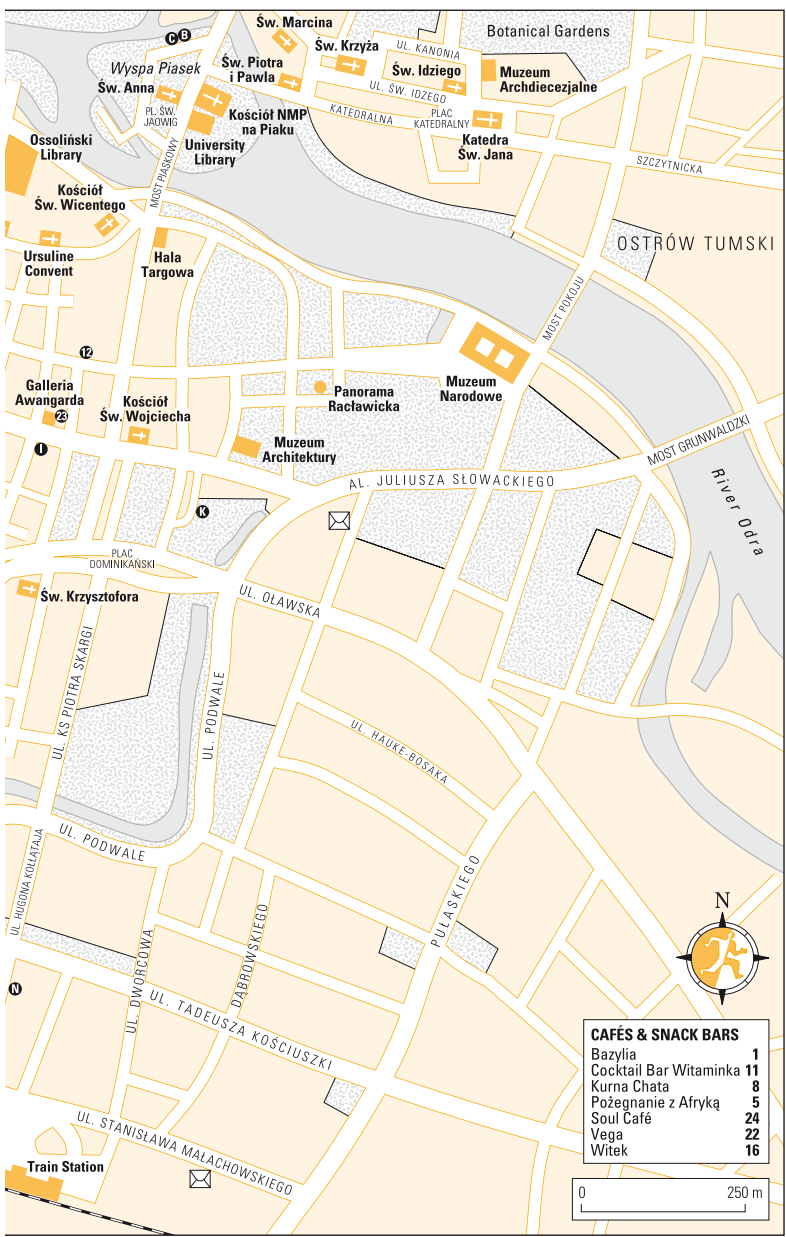 Św. Marcina
Botanical Gardens
C
B
Św. Krzyża
UL. KANONIA
Wyspa Piasek
Św. Piotra
i Pawla
Św. Idziego
Muzeum
Archdiecezjalne
Św. Anna
UL. ŚW. IDZEGO
PL. ŚW.
JAOWIG
Kościół NMP
na Piaku
KATEDRALNA
PLAC
KATEDRALNY
Ossoliński
Library
University
Library
Katedra
Św. Jana
MOST PIASKOWY
SZCZYTNICKA
Kościół
Św. Wicentego
OSTRÓW TUMSKI
Ursuline
Convent
Hala
Targowa
MOST POKOJU
12
Muzeum
Narodowe
Galleria
Awangarda
23
Kościół
Św. Wojciecha
Panorama
Racławicka
MOST GRUNWALDZKI
I
Muzeum
Architektury
AL. JULIUSZA SŁOWACKIEGO
River Odra
K
PLAC
DOMINIKAŃSKI
Św. Krzysztofora
UL. OŁAWSKA
UL. KS PIOTRA SKARGI
UL. PODWALE
UL. HAUKE-BOSAKA
UL. PODWALE
UL. HUGONA KOŁŁĄTAJA
PUŁASKIEGO
N
DĄBROWSKIEGO
UL. DWORCOWA
N
UL. TADEUSZA KOŚCIUSZKI
CAFÉS & SNACK BARS
Bazylia 1
Cocktail Bar Witaminka 11
Kurna Chata 8
Pożegnanie z Afryką 5
Soul Café 24
Vega 22
Witek 16
UL. STANISŁAWA MAŁACHOWSKIEGO
Train Station
0 250 m